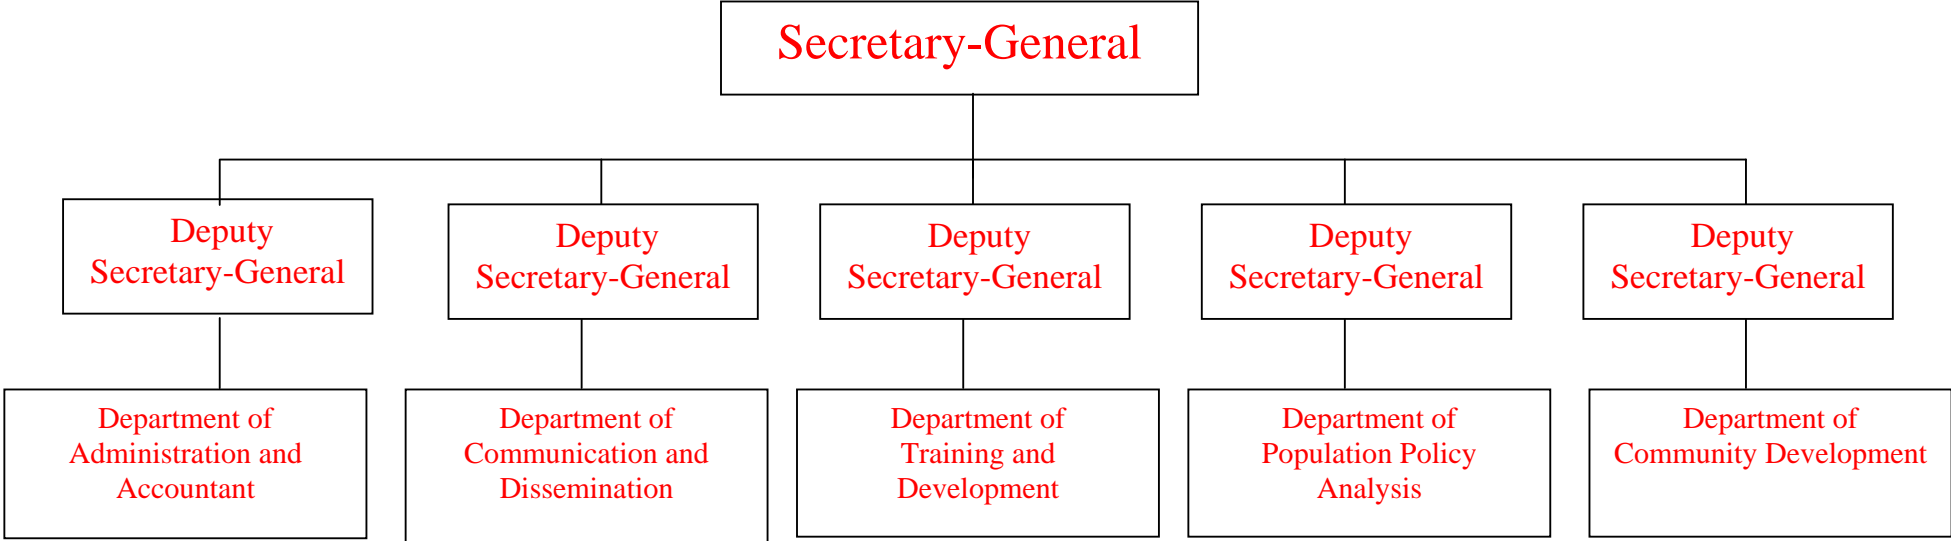 Secretary-General
Deputy
Secretary-General
Deputy
Secretary-General
Deputy
Secretary-General
Deputy
Secretary-General
Deputy
Secretary-General
Department of
Administration and
Accountant
Department of
Communication and
Dissemination
Department of
Training and
Development
Department of
Population Policy
Analysis
Department of
Community Development